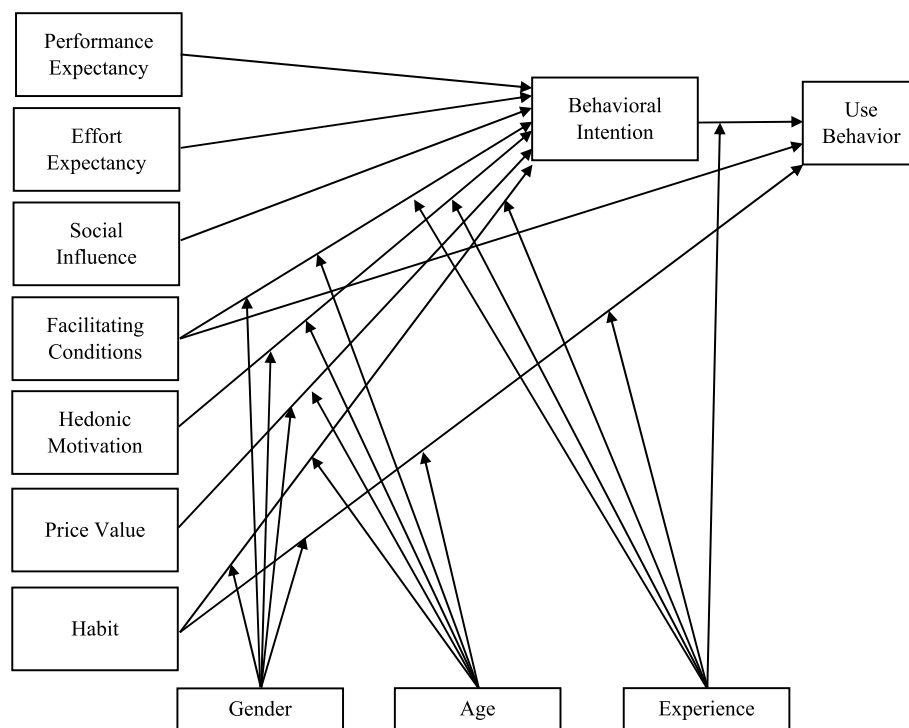 Performance
Expectancy
Effort
Expectancy
Social
Influence
Facilitating
Conditions
Hedonic
Motivation
Price Value
Habit
Behavioral
Intention
Use
Behavior
Gender
Age
Experience